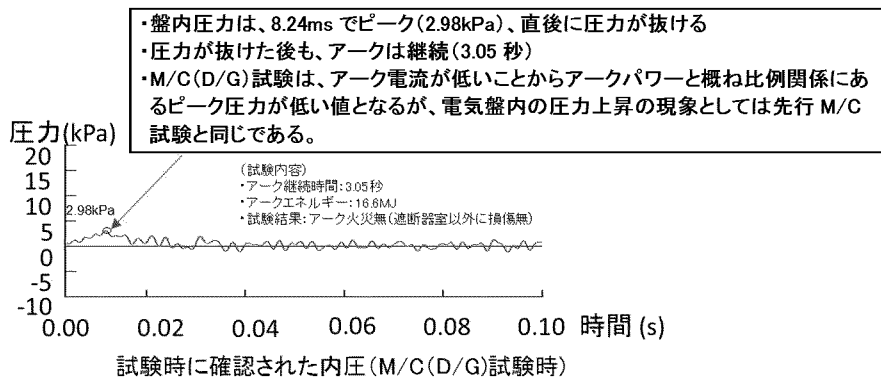 ・盤内圧力は、8.24ms でピーク(2.98kPa)、直後に圧力が抜ける
・圧力が抜けた後も、アークは継続(3.05 秒)
・M/C(D/G)試験は、アーク電流が低いことからアークパワーと概ね比例関係にあ
るピーク圧力が低い値となるが、電気盤内の圧力上昇の現象としては先行 M/C
試験と同じである。
圧力(kPa)
20
15
10
5
0
-5
-10
2.98kPa
(試験内容)
・アーク継続時間:3.05秒
・アークエネルギー:16.6MJ
・試験結果:アーク火災無(遮断器室以外に損傷無)
0.00 0.02 0.04 0.06 0.08 0.10 時間 (s)
試験時に確認された内圧(M/C(D/G)試験時)